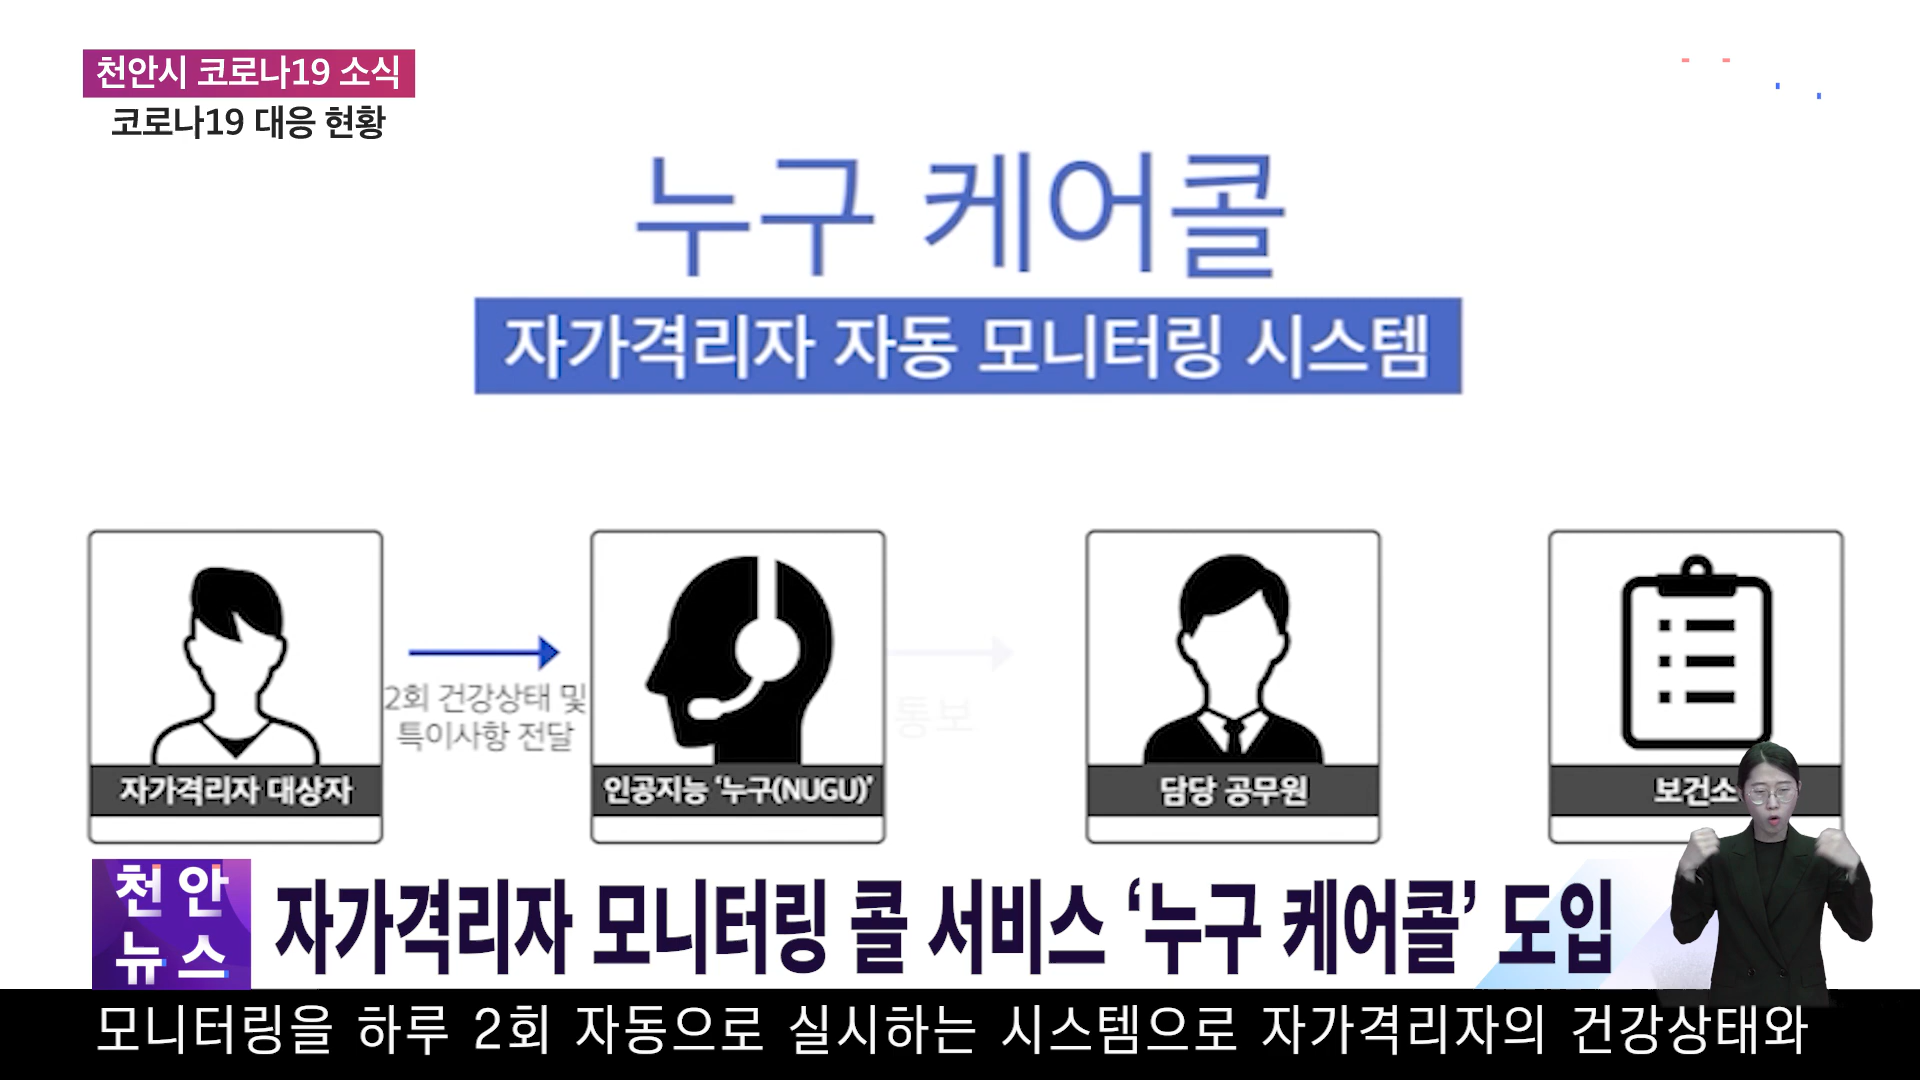 천안시 코로나19 소식
코로나19 대응 현황
누구 케어콜
자가격리자 자동 모니터링 시스템
2회 건강상태 및
특이사항 전달
통보
자가격리자 대상자
인공지능 ‘누구(NUGU)’
담당 공무원
보건소
천안
뉴스
자가격리자 모니터링 콜 서비스 ‘누구 케어콜’ 도입
모니터링을 하루 2회 자동으로 실시하는 시스템으로 자가격리자의 건강상태와